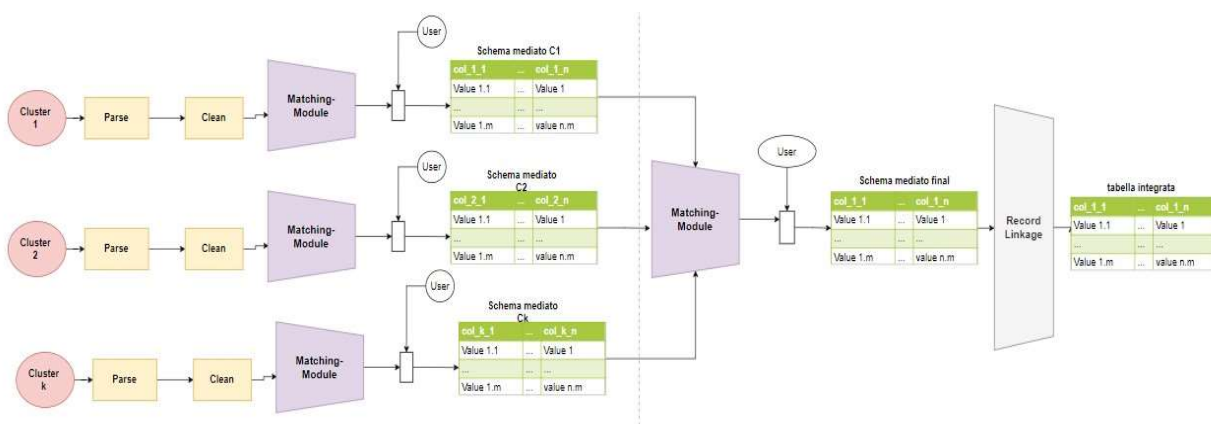 User
Schema mediato C1
Cluster
1
Parse
Clean
Matching-
Module
col_1_1 ... col_1_n
Value 1.1 ... Value 1
... ...
Value 1.m ... value n.m
User
Schema mediato
C2
Cluster
2
Parse
Clean
Matching-
Module
col_2_1 ... col_2_n
Value 1.1 ... Value 1
... ... ...
Value 1.m ... value n.m
User
Schema mediato
Ck
Cluster
k
Parse
Clean
Matching-
Module
col_k_1 ... col_k_n
Value 1.1 ... Value 1
... ... ...
Value 1.m ... value n.m
Matching-
Module
User
Schema mediato final
col_1_1 ... col_1_n
Value 1.1 ... Value 1
... ... ...
Value 1.m ... value n.m
Record
Linkage
tabella integrata
col_1_1 ... col_1_n
Value 1.1 ... Value 1
... ... ...
Value 1.m ... value n.m